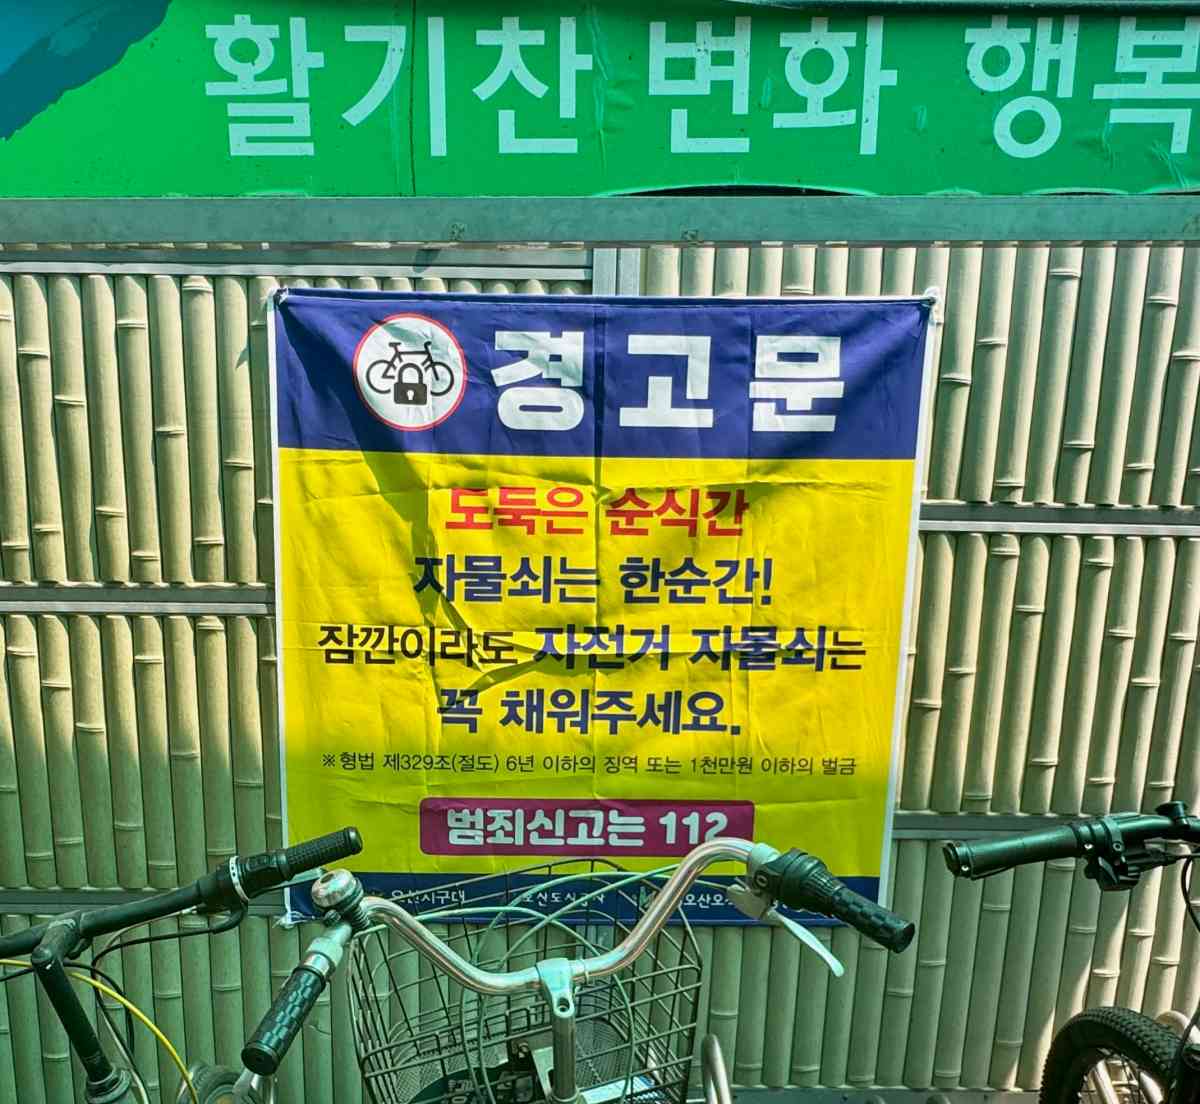 활기찬 변화 행복
경고문
도둑은 순식간
자물쇠는 한순간!
잠깐이라도 자전거 자물쇠는
꼭 채워주세요.
※형법 제329조(절도) 6년 이하의 징역 또는 1천만원 이하의 벌금
범죄신고는 112